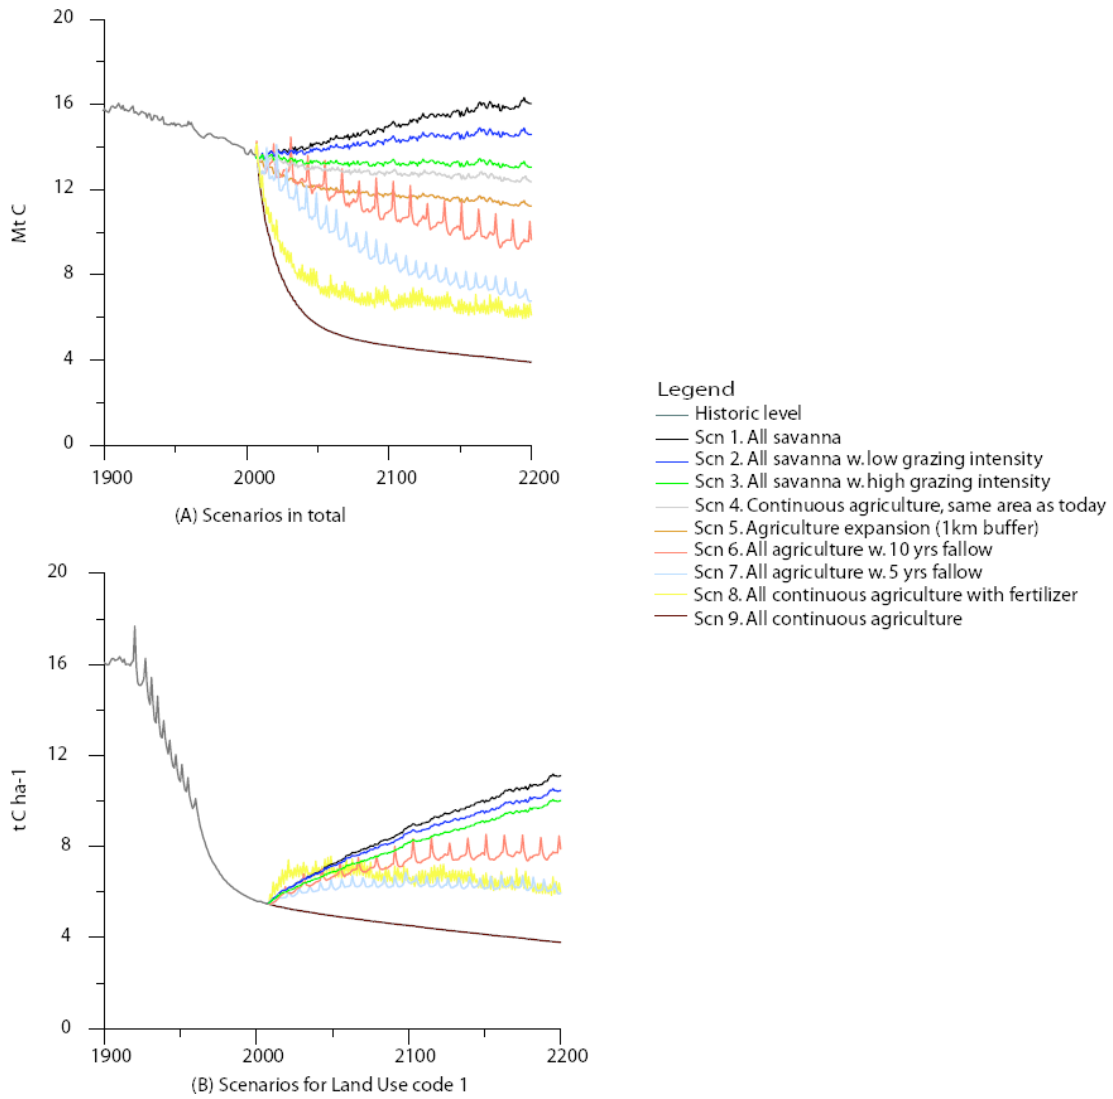 20
16
12
8
4
0
Mt C
1900
2000
2100
2200
(A) Scenarios in total
Legend
Historic level
Scn 1. All savanna
Scn 2. All savanna w. low grazing intensity
Scn 3. All savanna w. high grazing intensity
Scn 4. Continuous agriculture, same area as today
Scn 5. Agriculture expansion (1km buffer)
Scn 6. All agriculture w. 10 yrs fallow
Scn 7. All agriculture w. 5 yrs fallow
Scn 8. All continuous agriculture with fertilizer
Scn 9. All continuous agriculture
20
16
12
8
4
0
t C ha-1
1900
2000
2100
2200
(B) Scenarios for Land Use code 1